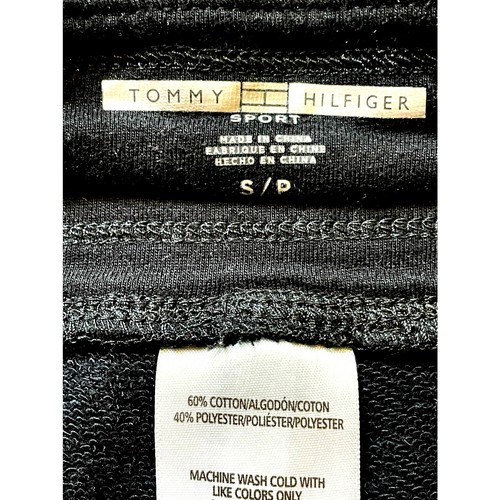 TOMMY HILFIGER
SPORT
MADE IN CHINA
FABRIQUE EN CHINE
HECHO EN CHINA
S/P
60% COTTON/ALGODÓN/COTON
40% POLYESTER/POLIÉSTER/POLYESTER
MACHINE WASH COLD WITH
LIKE COLORS ONLY